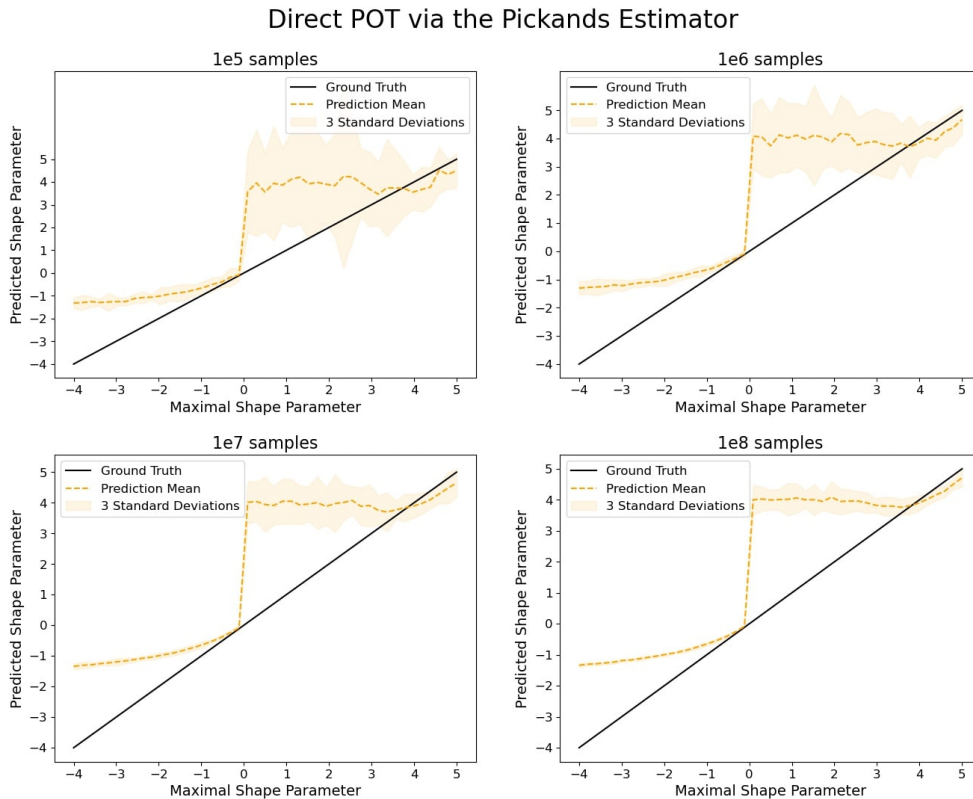 Direct POT via the Pickands Estimator
1e5 samples
Ground Truth
Prediction Mean
3 Standard Deviations
5
4
3
2
1
0
−1
−2
−3
−4
Predicted Shape Parameter
−4 −3 −2 −1 0 1 2 3 4 5
Maximal Shape Parameter
1e6 samples
Ground Truth
Prediction Mean
3 Standard Deviations
5
4
3
2
1
0
−1
−2
−3
−4
Predicted Shape Parameter
−4 −3 −2 −1 0 1 2 3 4 5
Maximal Shape Parameter
1e7 samples
Ground Truth
Prediction Mean
3 Standard Deviations
5
4
3
2
1
0
−1
−2
−3
−4
Predicted Shape Parameter
−4 −3 −2 −1 0 1 2 3 4 5
Maximal Shape Parameter
1e8 samples
Ground Truth
Prediction Mean
3 Standard Deviations
5
4
3
2
1
0
−1
−2
−3
−4
Predicted Shape Parameter
−4 −3 −2 −1 0 1 2 3 4 5
Maximal Shape Parameter